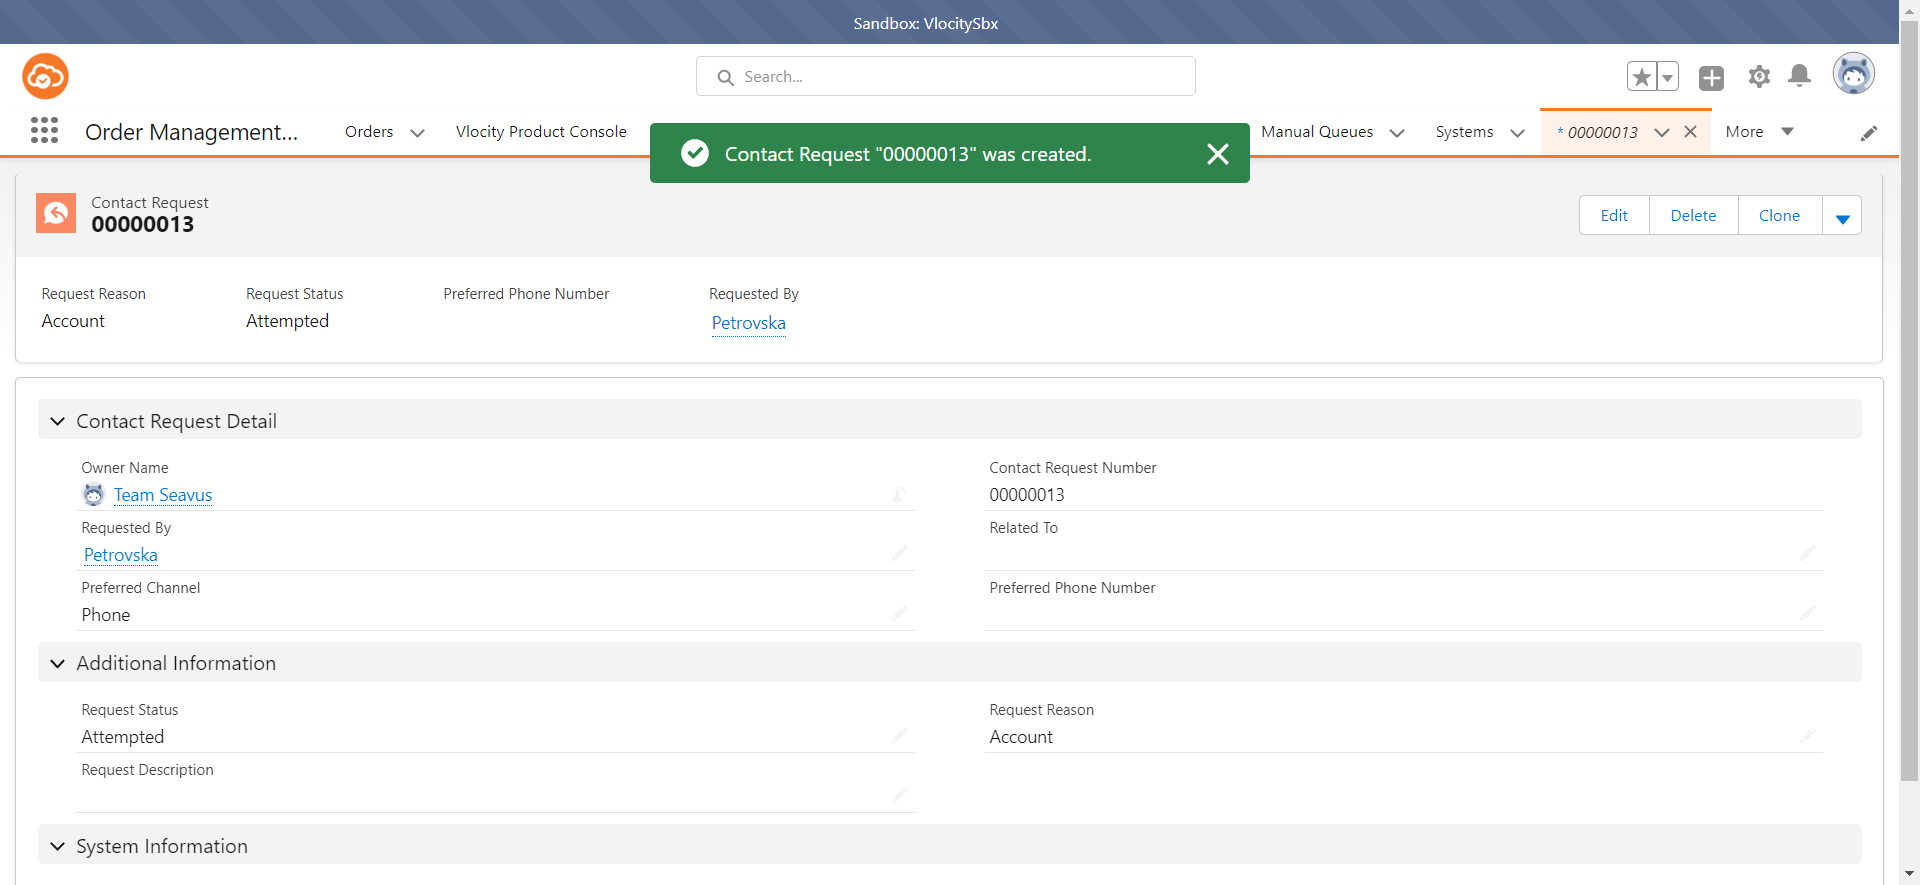 Sandbox: VlocitySbx
Search...
Order Management...
Orders
Vlocity Product Console
Contact Request "00000013" was created.
Manual Queues
Systems
* 00000013
More
Contact Request
00000013
Edit
Delete
Clone
Request Reason
Request Status
Preferred Phone Number
Requested By
Account
Attempted
Petrovska
Contact Request Detail
Owner Name
Contact Request Number
Team Seavus
00000013
Requested By
Related To
Petrovska
Preferred Channel
Preferred Phone Number
Phone
Additional Information
Request Status
Request Reason
Attempted
Account
Request Description
System Information